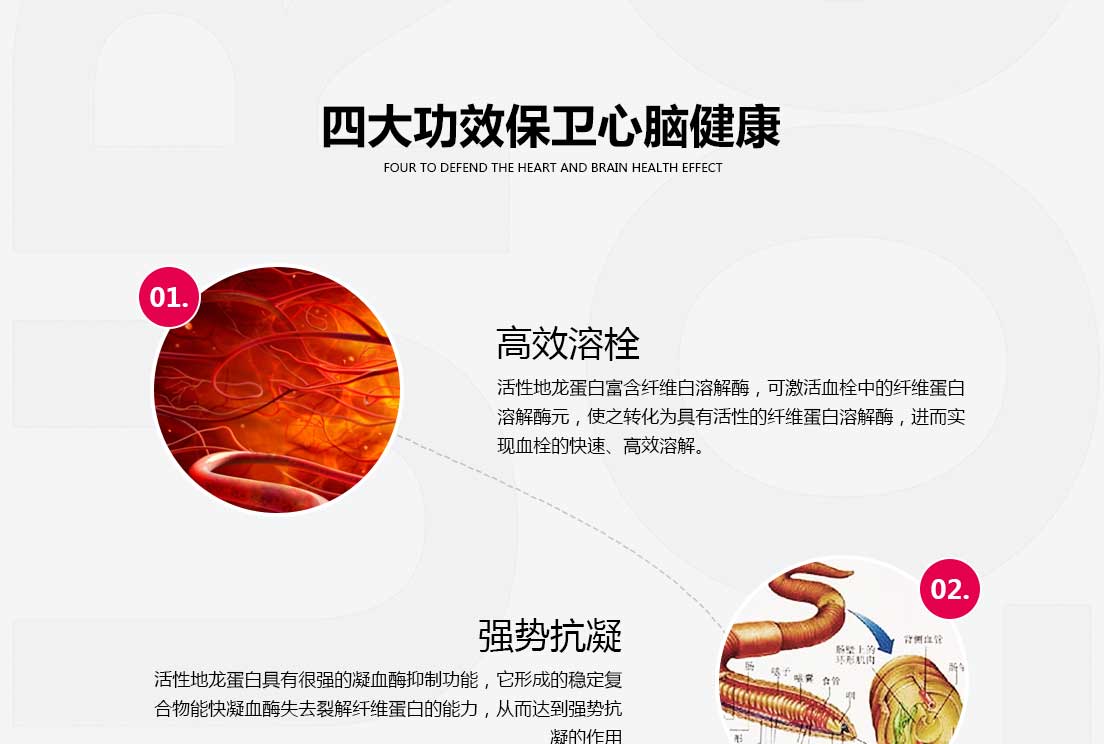 四大功效保卫心脑健康
FOUR TO DEFEND THE HEART AND BRAIN HEALTH EFFECT
01.
高效溶栓
活性地龙蛋白富含纤维白溶解酶，可激活血栓中的纤维蛋白
溶解酶元，使之转化为具有活性的纤维蛋白溶解酶，进而实
现血栓的快速、高效溶解。
02.
强势抗凝
活性地龙蛋白具有很强的凝血酶抑制功能，它形成的稳定复
合物能快凝血酶失去裂解纤维蛋白的能力，从而达到强势抗
凝的作用
背侧血管
肠壁上的
环形肌肉
肠
嗉子
嗉囊
食管
咽
形